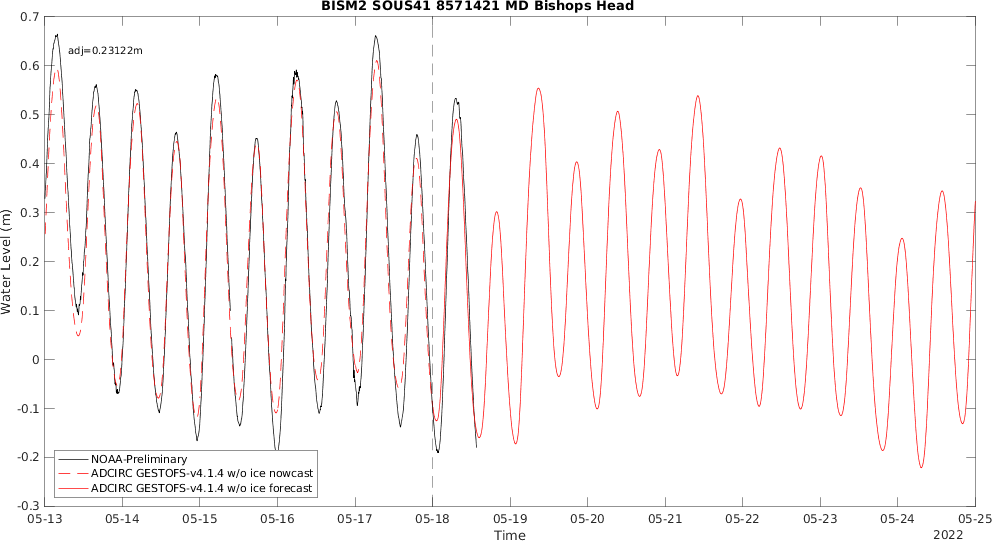 BISM2 SOUS41 8571421 MD Bishops Head
adj=0.23122m
Water Level (m)
0.7
0.6
0.5
0.4
0.3
0.2
0.1
0
-0.1
-0.2
-0.3
NOAA-Preliminary
ADCIRC GESTOFS-v4.1.4 w/o ice nowcast
ADCIRC GESTOFS-v4.1.4 w/o ice forecast
05-13 05-14 05-15 05-16 05-17 05-18 05-19 05-20 05-21 05-22 05-23 05-24 05-25
Time
2022